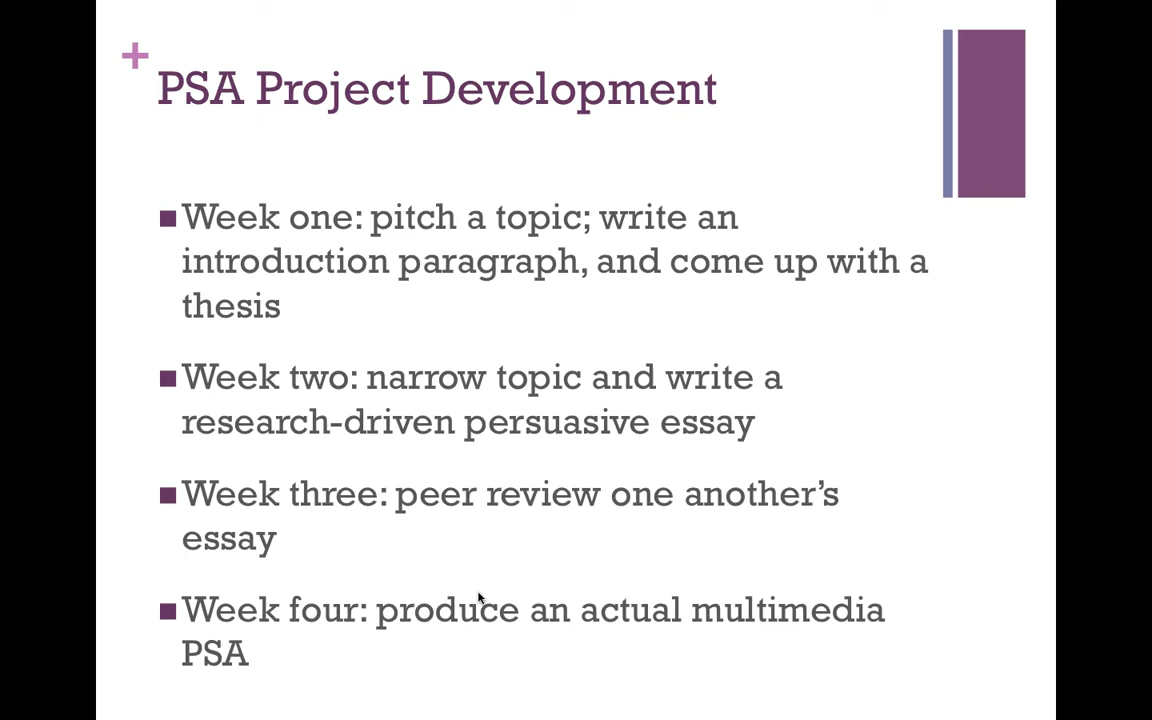 +
PSA Project Development
Week one: pitch a topic; write an
introduction paragraph, and come up with a
thesis
Week two: narrow topic and write a
research-driven persuasive essay
Week three: peer review one another’s
essay
Week four: produce an actual multimedia
PSA